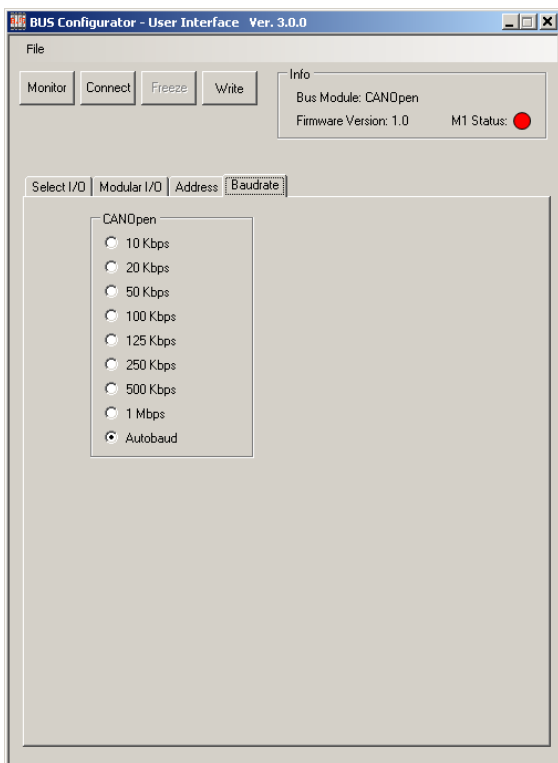 BUS Configurator - User Interface  Ver. 3.0.0
File
Monitor Connect Freeze Write
Info
Bus Module: CANOpen
Firmware Version: 1.0 M1 Status:
Select I/O Modular I/O Address Baudrate
CANOpen
10 Kbps
20 Kbps
50 Kbps
100 Kbps
125 Kbps
250 Kbps
500 Kbps
1 Mbps
Autobaud